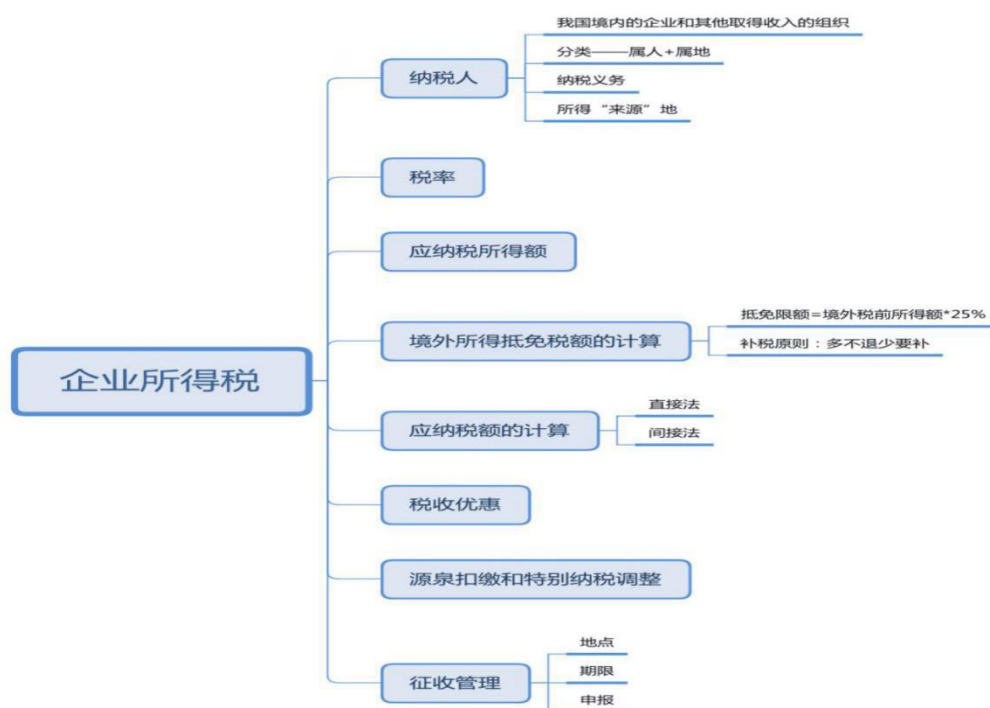 企业所得税
纳税人
我国境内的企业和其他取得收入的组织
分类——属人+属地
纳税义务
所得“来源”地
税率
应纳税所得额
境外所得抵免税额的计算
抵免限额=境外税前所得额*25%
补税原则：多不退少要补
应纳税额的计算
直接法
间接法
税收优惠
源泉扣缴和特别纳税调整
征收管理
地点
期限
申报